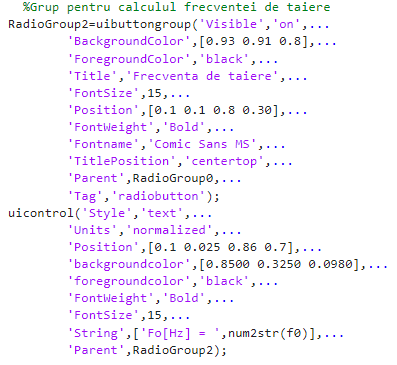 %Grup pentru calculul frecventei de taiere
RadioGroup2=uibuttongroup('Visible','on',...
'BackgroundColor',[0.93 0.91 0.8],...
'ForegroundColor','black',...
'Title','Frecventa de taiere',...
'FontSize',15,...
'Position',[0.1 0.1 0.8 0.30],...
'FontWeight','Bold',...
'Fontname','Comic Sans MS',...
'TitlePosition','centertop',...
'Parent',RadioGroup0,...
'Tag','radiobutton');
uicontrol('Style','text',...
'Units','normalized',...
'Position',[0.1 0.025 0.86 0.7],...
'backgroundcolor',[0.8500 0.3250 0.0980],...
'foregroundcolor','black',...
'FontWeight','Bold',...
'FontSize',15,...
'String',['Fo[Hz] = ',num2str(f0)],...
'Parent',RadioGroup2);